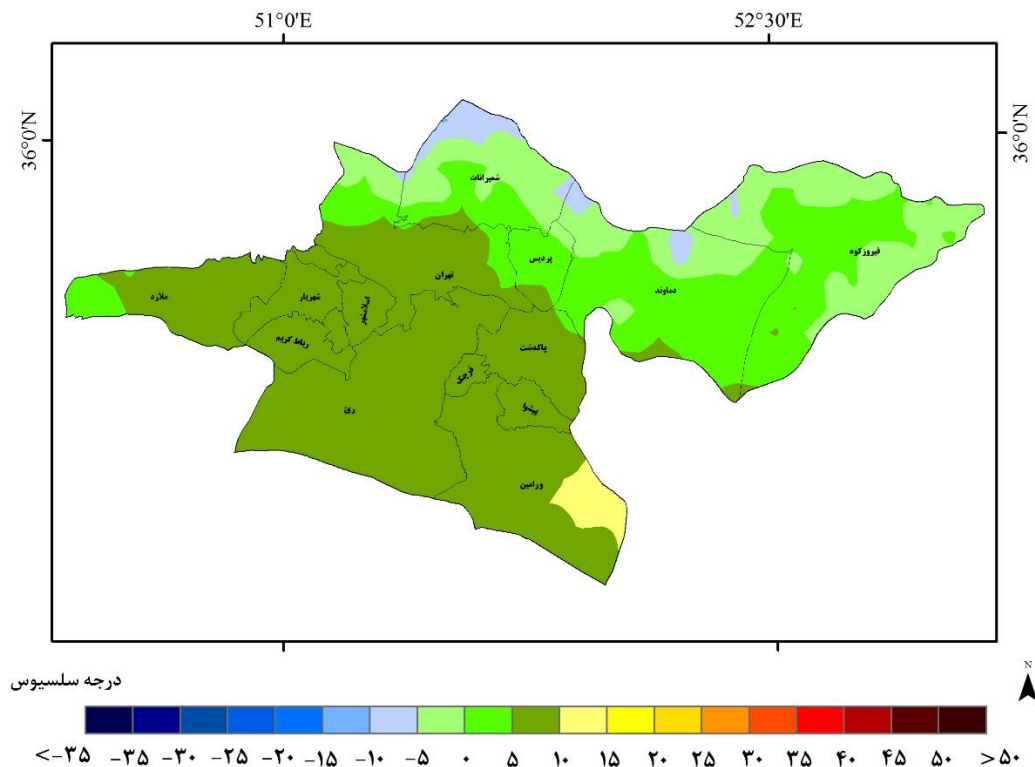 51°0'E 52°30'E
36°0'N 36°0'N
شمیرانات
فیروزکوه
پردیس
تهران
دماوند
ملارد
شهریار
اسلامشهر
رباط کریم
پاکدشت
قرچک
پیشوا
ری
ورامین
N
درجه سلسیوس
<-۳۵ -۳۵ -۳۰ -۲۵ -۲۰ -۱۵ -۱۰ -۵ ۰ ۵ ۱۰ ۱۵ ۲۰ ۲۵ ۳۰ ۳۵ ۴۰ ۴۵ ۵۰ >۵۰